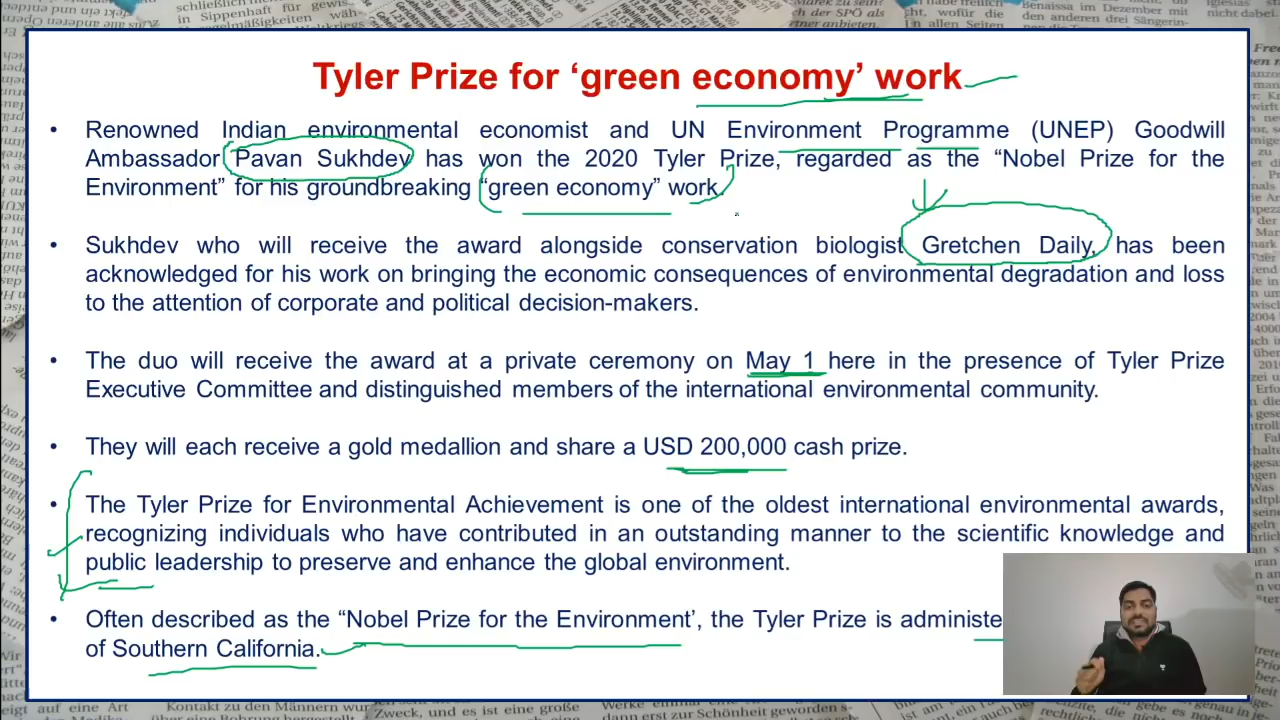 Tyler Prize for ‘green economy’ work
• Renowned Indian environmental economist and UN Environment Programme (UNEP) Goodwill
Ambassador Pavan Sukhdev has won the 2020 Tyler Prize, regarded as the “Nobel Prize for the
Environment” for his groundbreaking “green economy” work.
• Sukhdev who will receive the award alongside conservation biologist Gretchen Daily, has been
acknowledged for his work on bringing the economic consequences of environmental degradation and loss
to the attention of corporate and political decision-makers.
• The duo will receive the award at a private ceremony on May 1 here in the presence of Tyler Prize
Executive Committee and distinguished members of the international environmental community.
• They will each receive a gold medallion and share a USD 200,000 cash prize.
• The Tyler Prize for Environmental Achievement is one of the oldest international environmental awards,
recognizing individuals who have contributed in an outstanding manner to the scientific knowledge and
public leadership to preserve and enhance the global environment.
• Often described as the “Nobel Prize for the Environment’, the Tyler Prize is administe
of Southern California.